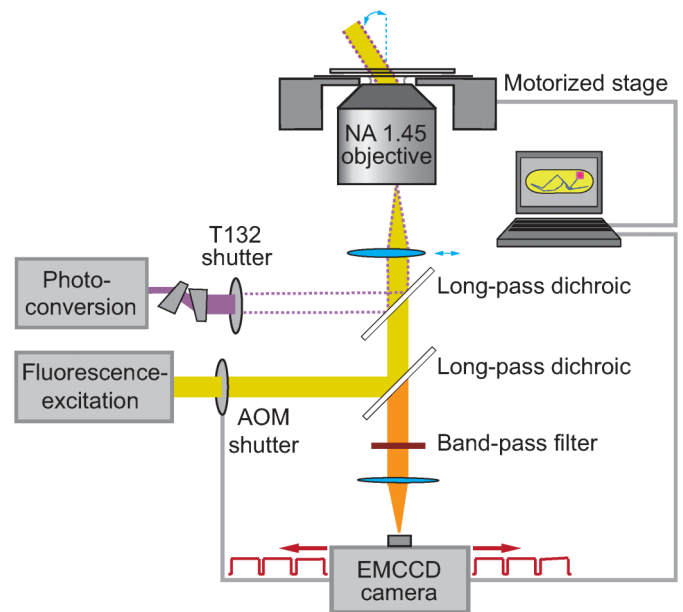 Motorized stage
NA 1.45
objective
T132
shutter
Photo-
conversion
Long-pass dichroic
Fluorescence-
excitation
Long-pass dichroic
AOM
shutter
Band-pass filter
EMCCD
camera